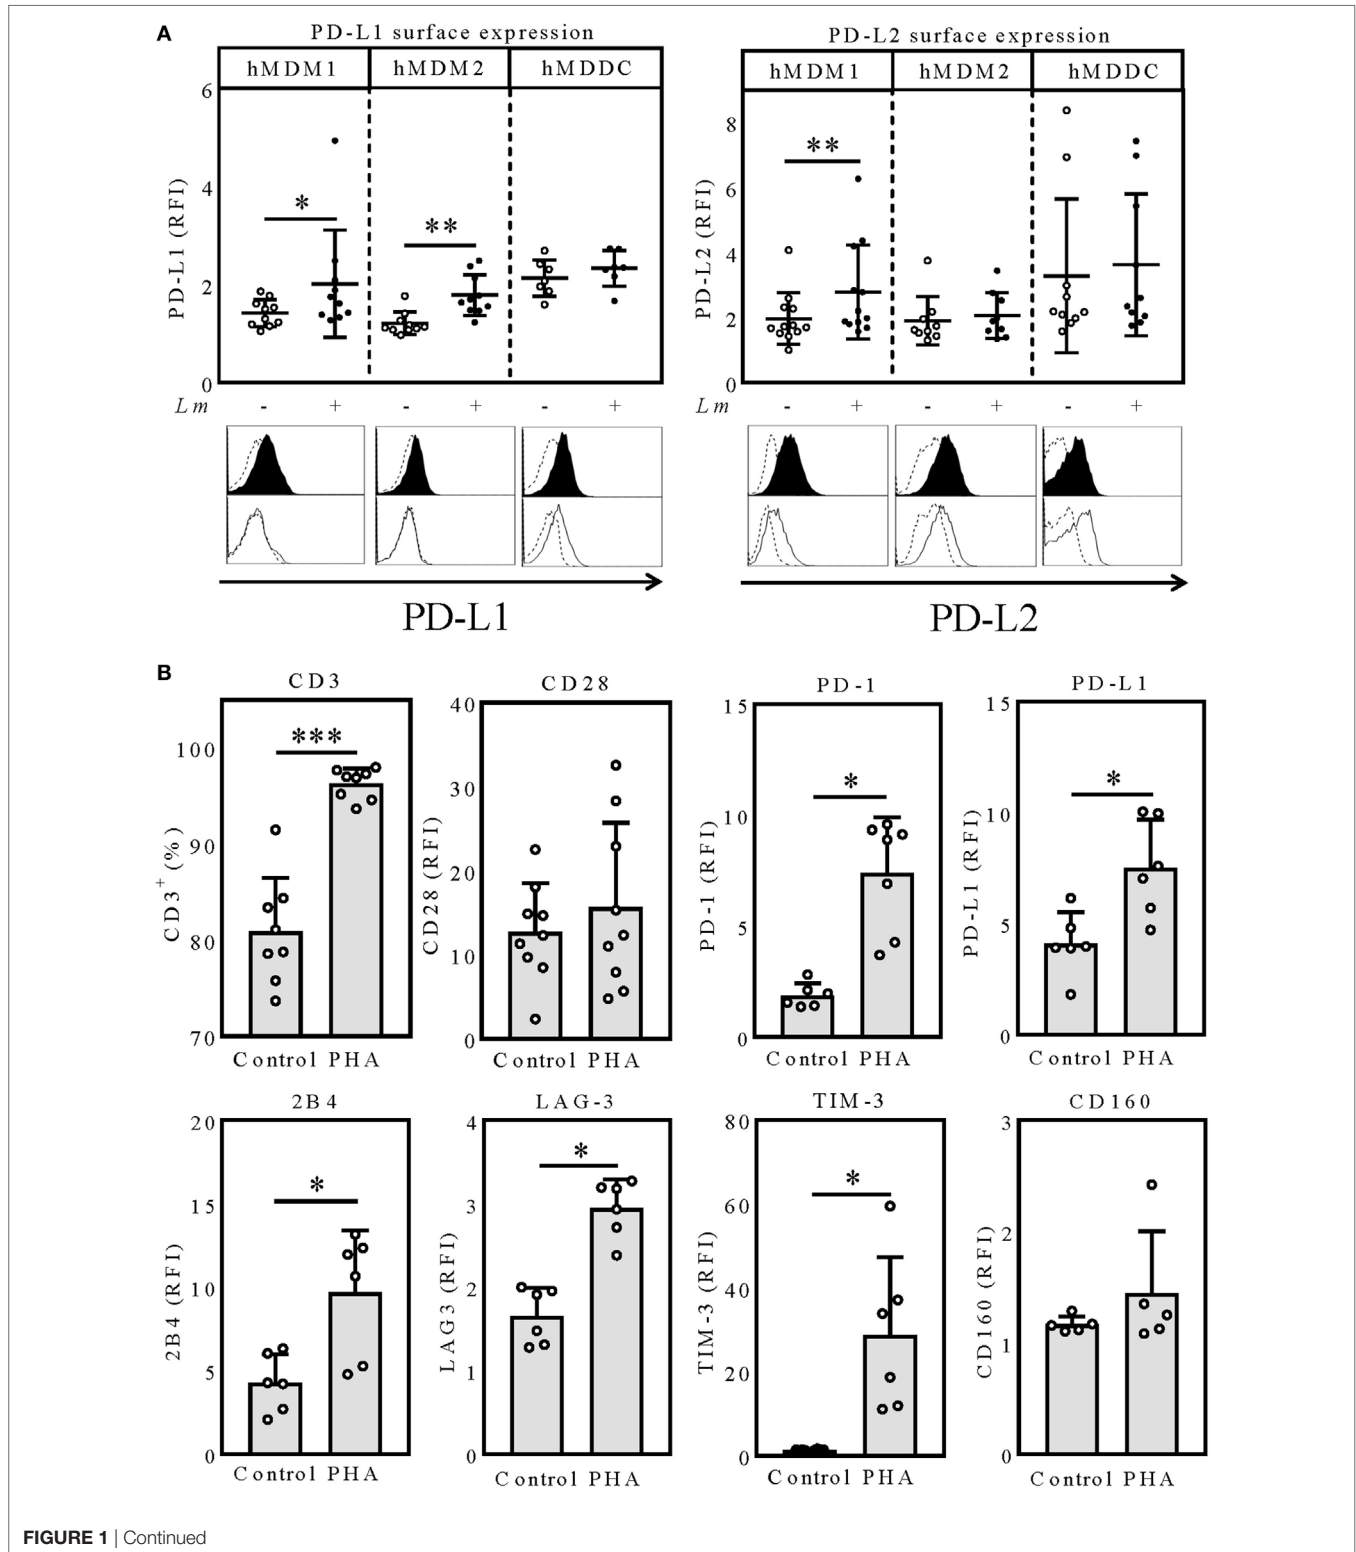 A
PD-L1 surface expression
hMDM1 hMDM2 hMDDC
PD-L1 (RFI)
6
4
2
0
* **
Lm - + - + - +
PD-L1
PD-L2 surface expression
hMDM1 hMDM2 hMDDC
PD-L2 (RFI)
8
6
4
2
0
**
- + - + - +
PD-L2
B
CD3
CD3+ (%)
100
90
80
70
***
Control PHA
CD28
CD28 (RFI)
40
30
20
10
0
Control PHA
PD-1
PD-1 (RFI)
15
10
5
0
*
Control PHA
PD-L1
PD-L1 (RFI)
15
10
5
0
*
Control PHA
2B4
2B4 (RFI)
20
15
10
5
0
*
Control PHA
LAG-3
LAG3 (RFI)
4
3
2
1
0
*
Control PHA
TIM-3
TIM-3 (RFI)
80
60
40
20
0
*
Control PHA
CD160
CD160 (RFI)
3
2
1
0
Control PHA
FIGURE 1 | Continued